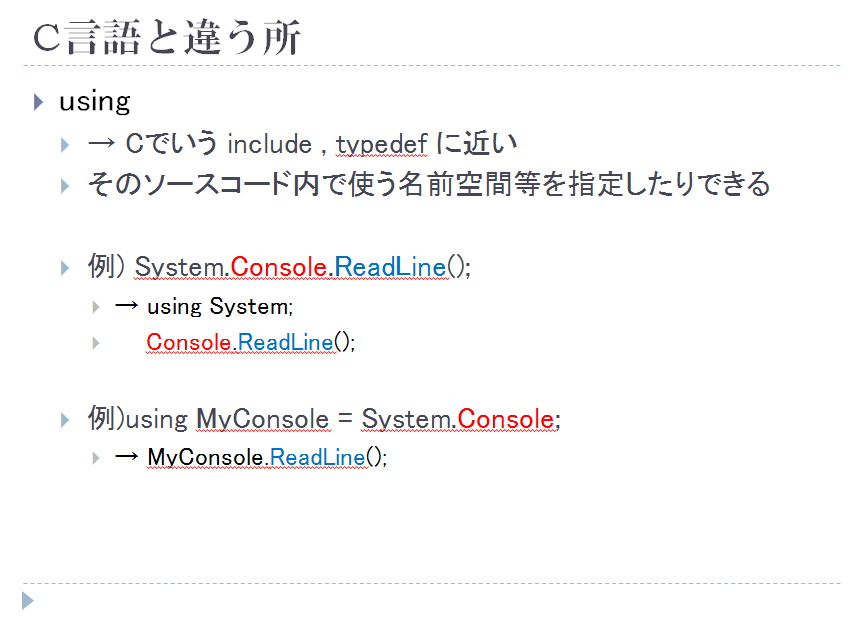 C言語と違う所
using
→ Cでいう include , typedef に近い
そのソースコード内で使う名前空間等を指定したりできる
例) System.Console.ReadLine();
→ using System;
Console.ReadLine();
例)using MyConsole = System.Console;
→ MyConsole.ReadLine();